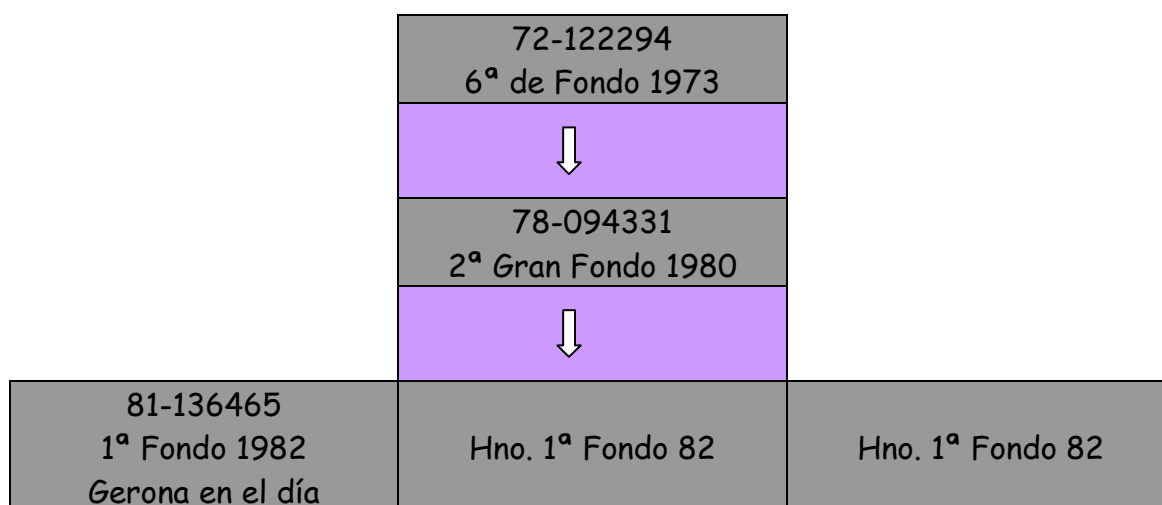 72-122294
6ª de Fondo 1973
78-094331
2ª Gran Fondo 1980
81-136465
1ª Fondo 1982
Gerona en el día
Hno. 1ª Fondo 82
Hno. 1ª Fondo 82